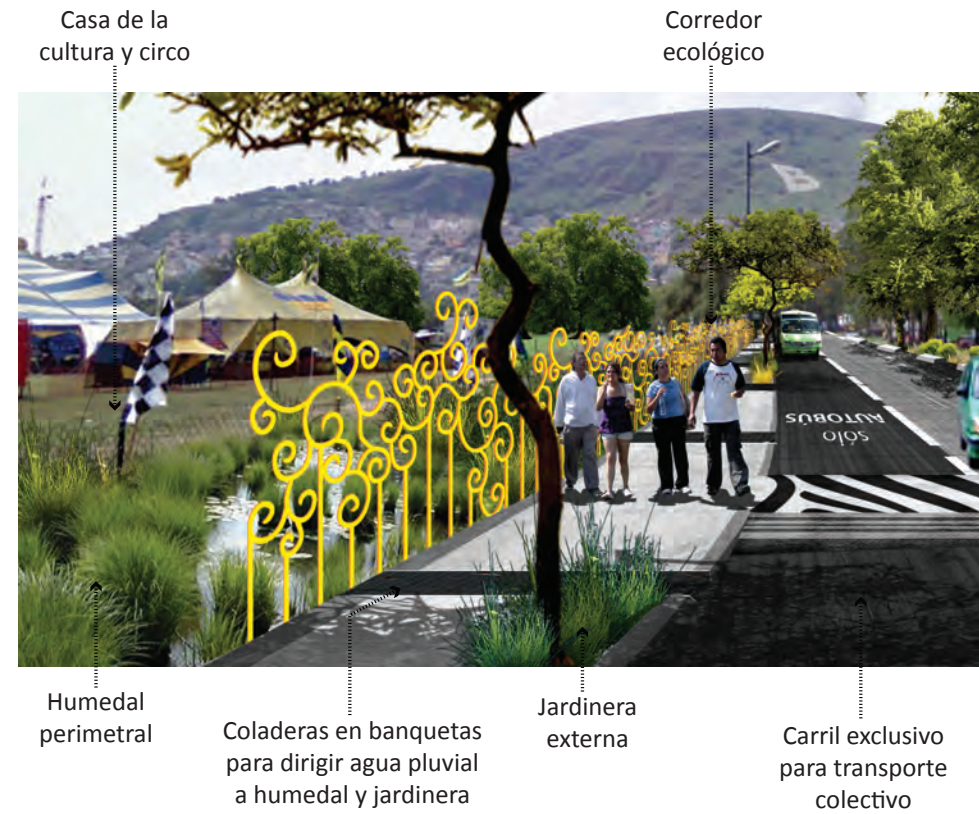 Casa de la
cultura y circo
Corredor
ecológico
AUTOBÚS
sólo
Humedal
perimetral
Coladeras en banquetas
para dirigir agua pluvial
a humedal y jardinera
Jardinera
externa
Carril exclusivo
para transporte
colectivo
B